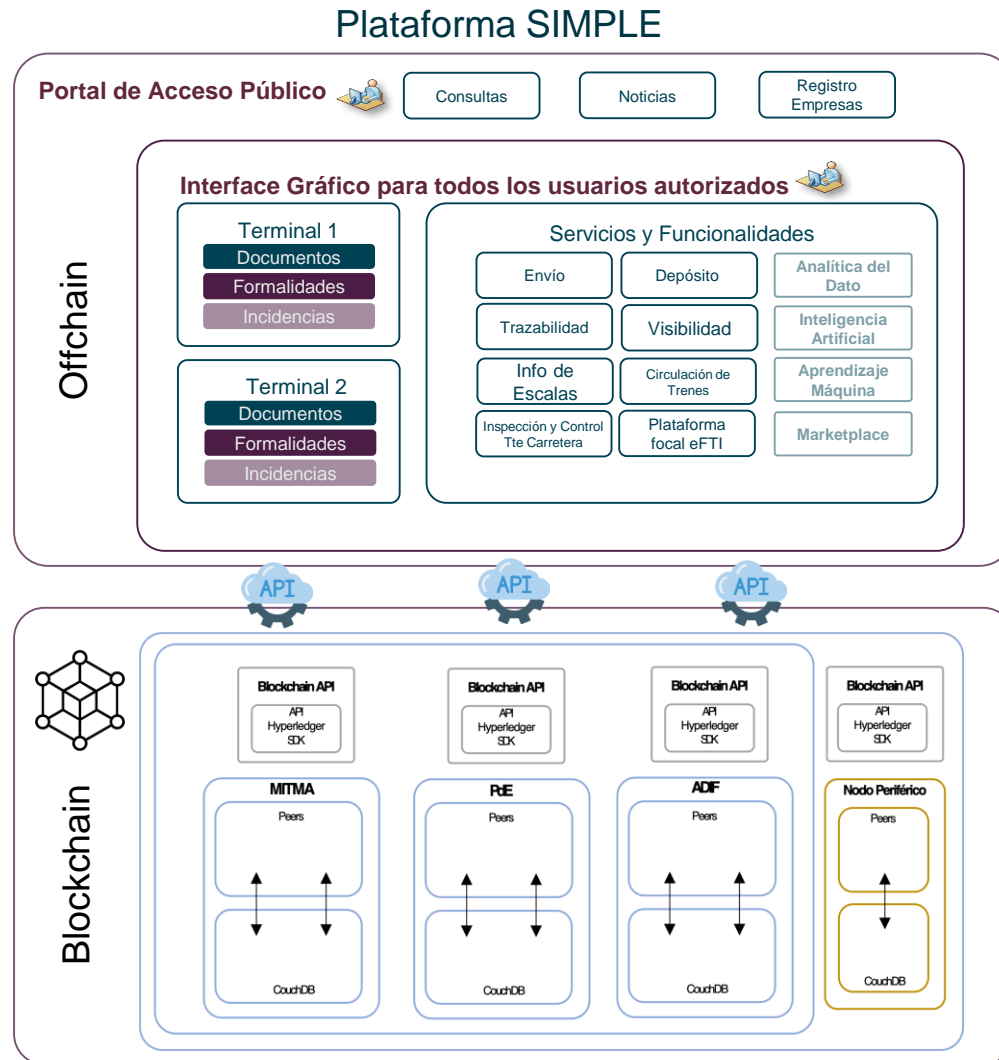 Plataforma SIMPLE
Portal de Acceso Público
Consultas
Noticias
Registro
Empresas
Offchain
Interface Gráfico para todos los usuarios autorizados
Terminal 1
Documentos
Formalidades
Incidencias
Terminal 2
Documentos
Formalidades
Incidencias
Servicios y Funcionalidades
Envío
Depósito
Analítica del
Dato
Trazabilidad
Visibilidad
Inteligencia
Artificial
Info de
Escalas
Circulación de
Trenes
Aprendizaje
Máquina
Inspección y Control
Tte Carretera
Plataforma
focal eFTI
Marketplace
API
API
API
Blockchain
Blockchain API
API
Hyperledger
SDK
Blockchain API
API
Hyperledger
SDK
Blockchain API
API
Hyperledger
SDK
Blockchain API
API
Hyperledger
SDK
MITMA
Peers
CouchDB
PdE
Peers
CouchDB
ADIF
Peers
CouchDB
Nodo Periférico
Peers
CouchDB